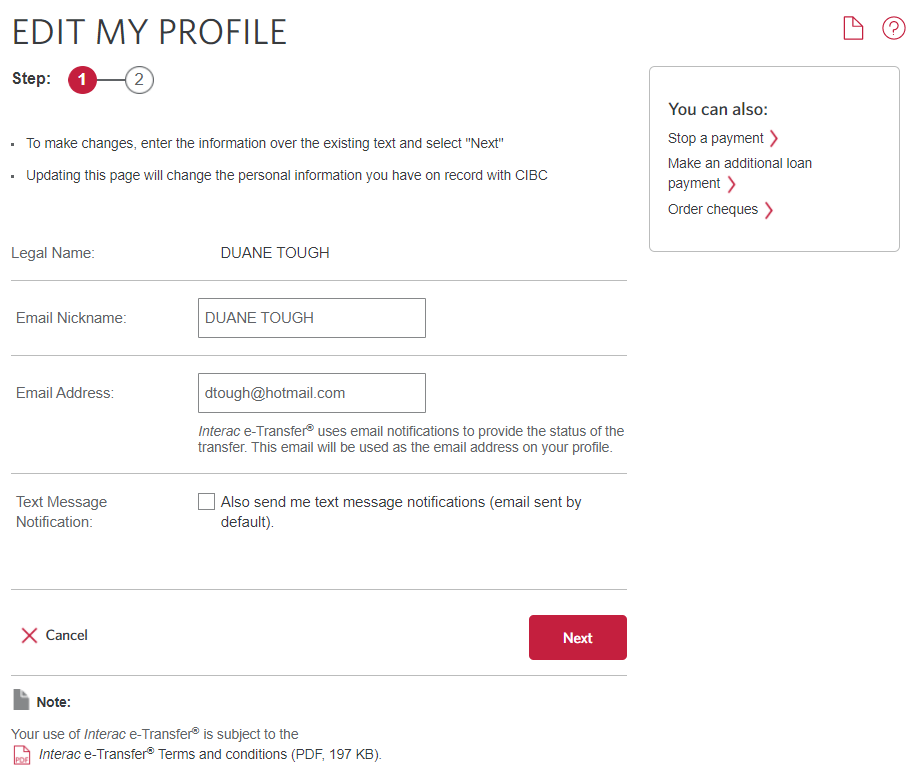 EDIT MY PROFILE
Step: 1 2
• To make changes, enter the information over the existing text and select "Next"
• Updating this page will change the personal information you have on record with CIBC
You can also:
Stop a payment
Make an additional loan
payment
Order cheques
Legal Name: DUANE TOUGH
Email Nickname: DUANE TOUGH
Email Address: dtough@hotmail.com
Interac e-Transfer® uses email notifications to provide the status of the
transfer. This email will be used as the email address on your profile.
Text Message
Notification:
Also send me text message notifications (email sent by
default).
Cancel
Next
Note:
Your use of Interac e-Transfer® is subject to the
PDF Interac e-Transfer® Terms and conditions (PDF, 197 KB).